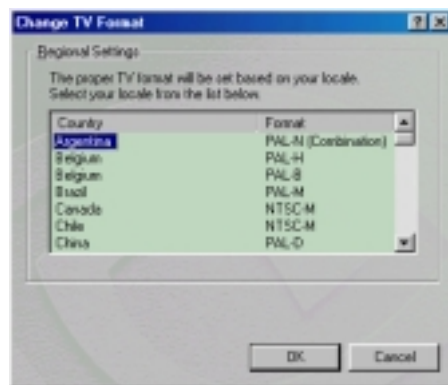 Change TV Format
Regional Settings
The proper TV format will be set based on your locale.
Select your locale from the list below.
Country Format
Argentina PAL-N (Combination)
Belgium PAL-H
Belgium PAL-B
Brazil PAL-M
Canada NTSC-M
Chile NTSC-M
China PAL-D
OK Cancel